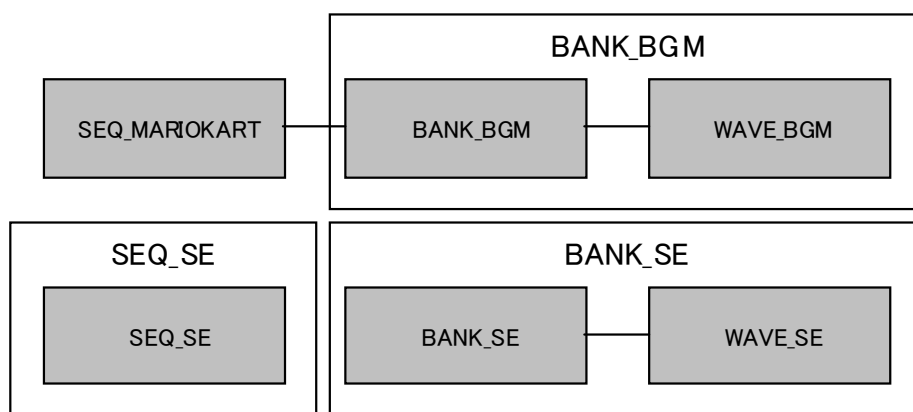 BANK_BGM
SEQ_MARIOKART
BANK_BGM
WAVE_BGM
SEQ_SE
BANK_SE
SEQ_SE
BANK_SE
WAVE_SE